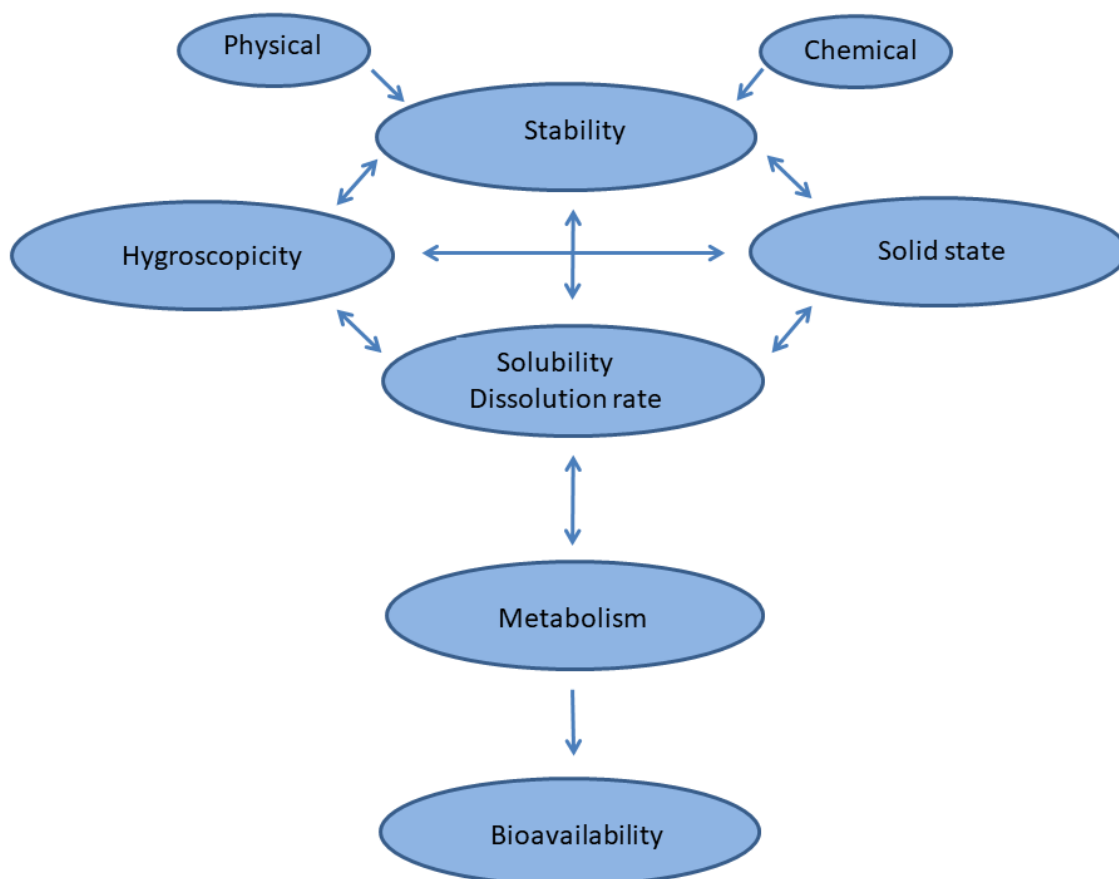 Physical
Chemical
Stability
Hygroscopicity
Solid state
Solubility
Dissolution rate
Metabolism
Bioavailability